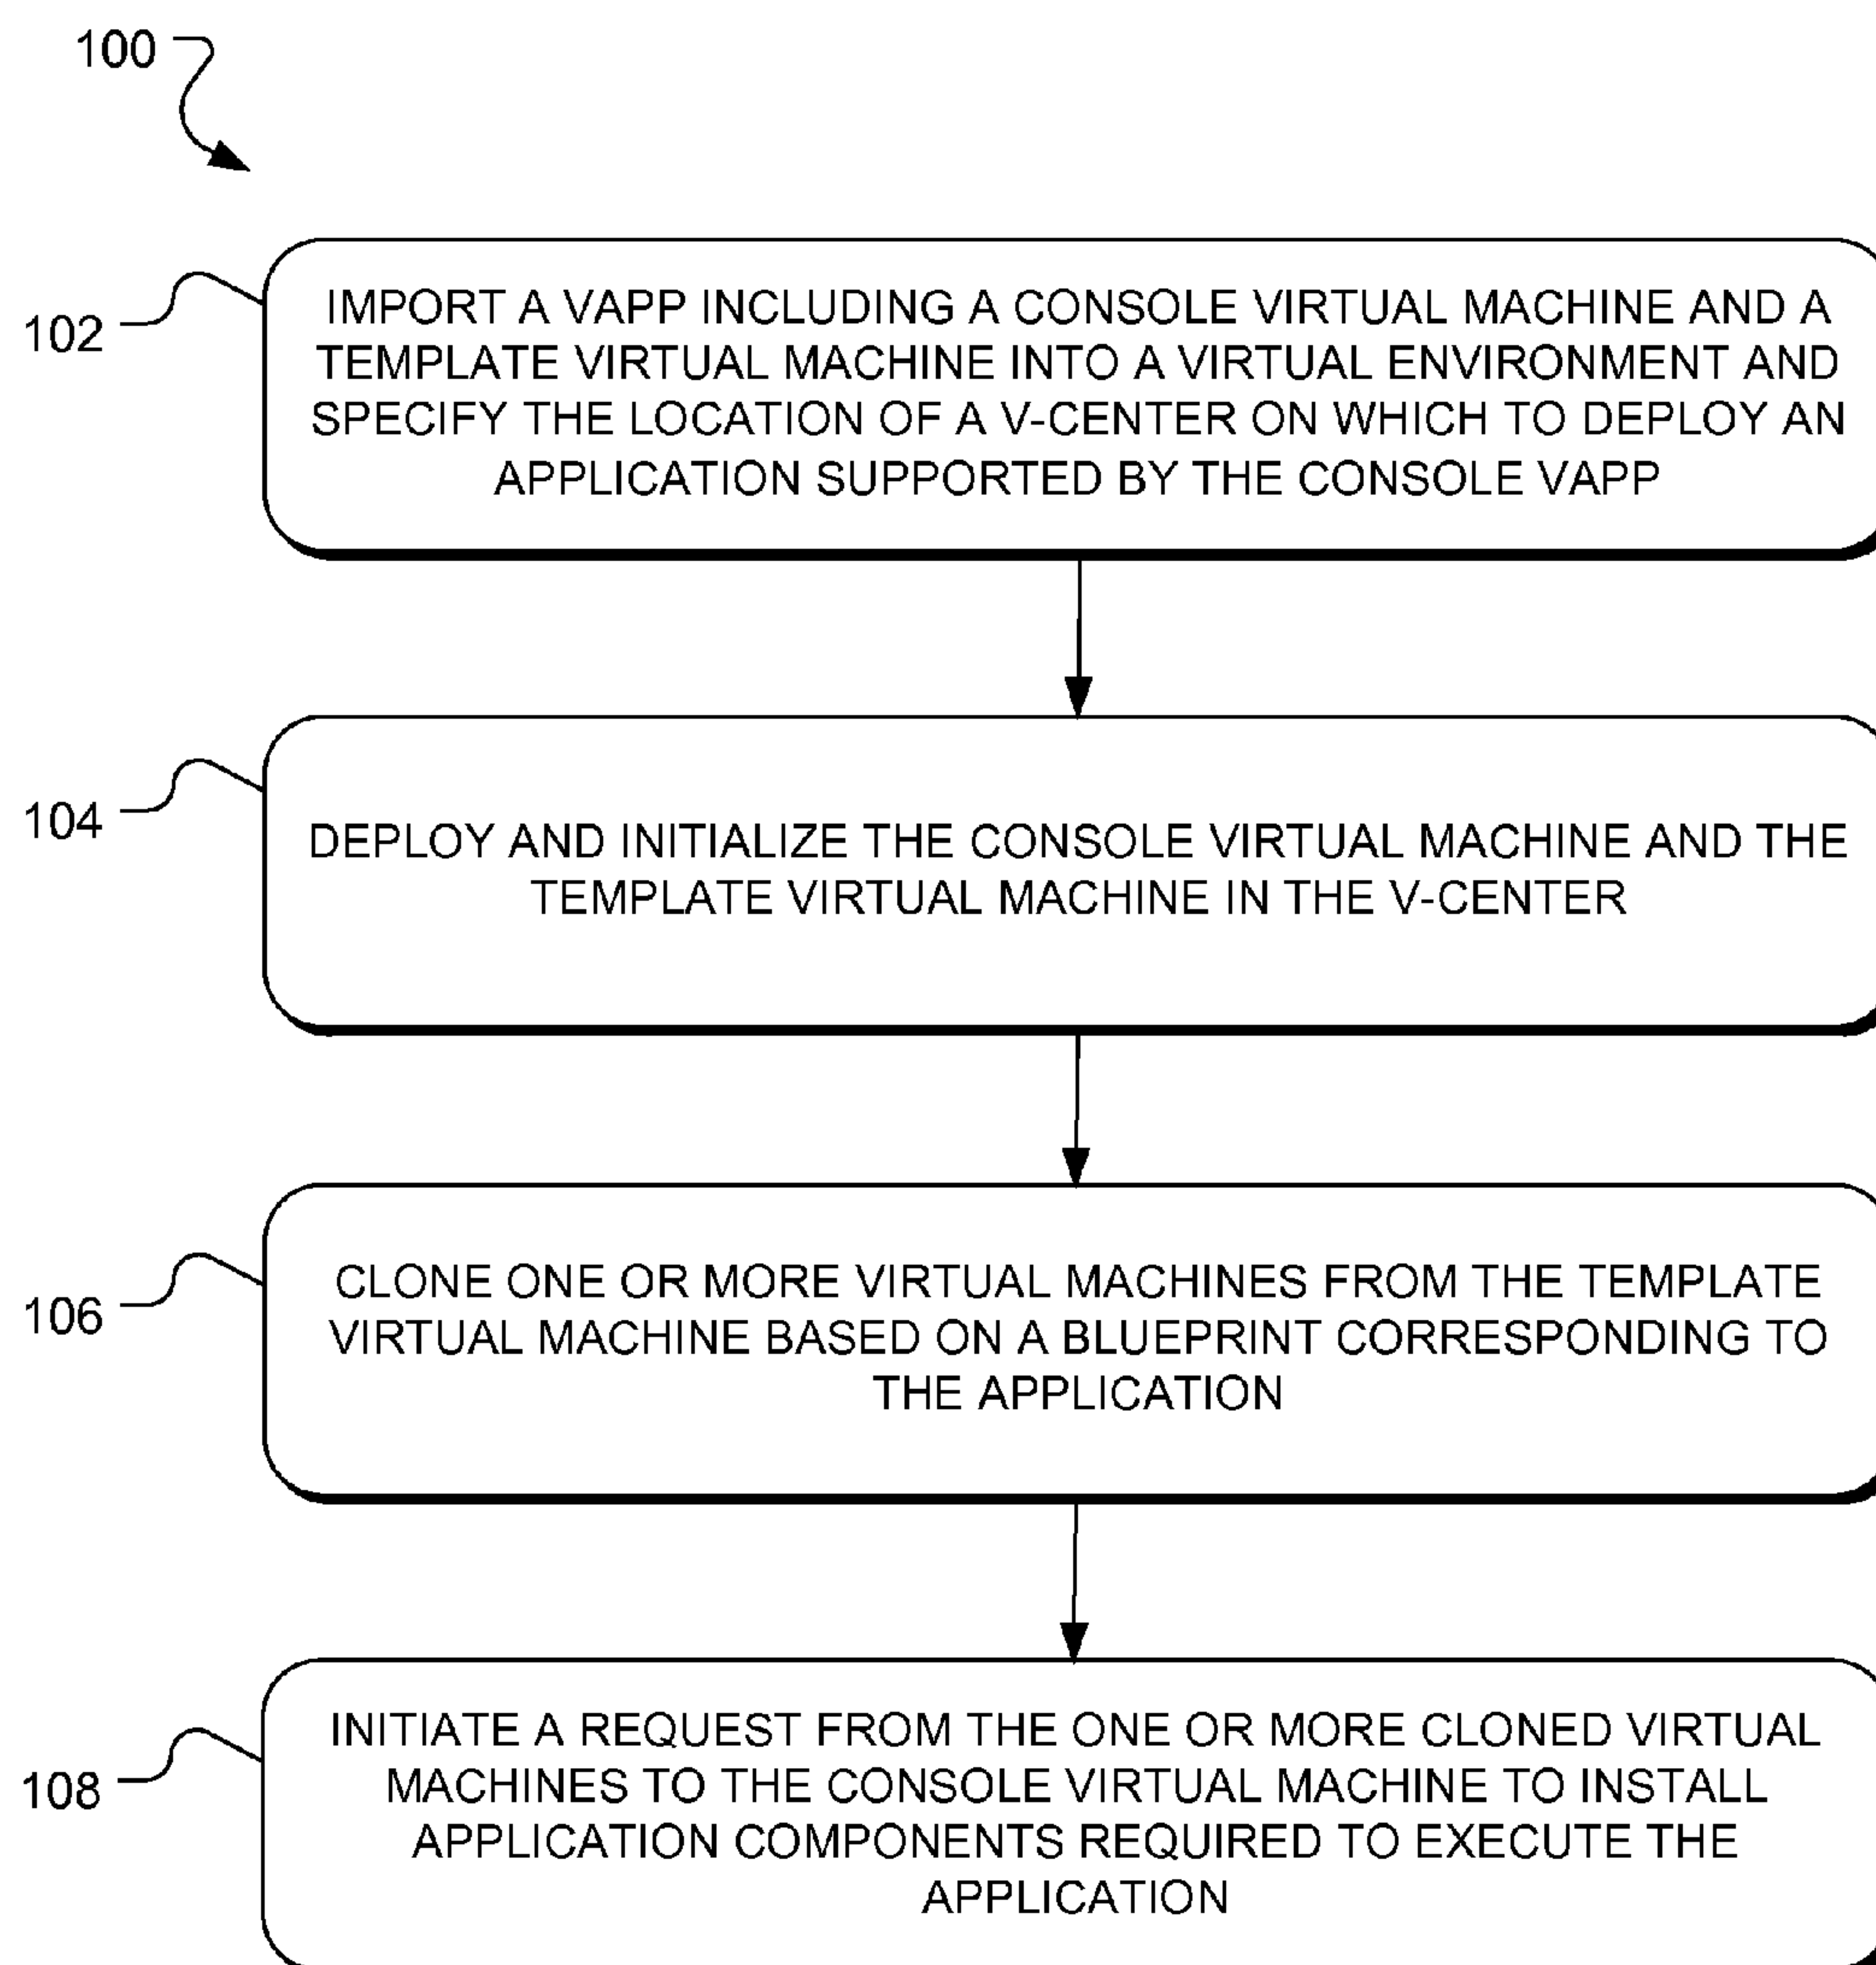 100
102
IMPORT A VAPP INCLUDING A CONSOLE VIRTUAL MACHINE AND A
TEMPLATE VIRTUAL MACHINE INTO A VIRTUAL ENVIRONMENT AND
SPECIFY THE LOCATION OF A V-CENTER ON WHICH TO DEPLOY AN
APPLICATION SUPPORTED BY THE CONSOLE VAPP
104
DEPLOY AND INITIALIZE THE CONSOLE VIRTUAL MACHINE AND THE
TEMPLATE VIRTUAL MACHINE IN THE V-CENTER
106
CLONE ONE OR MORE VIRTUAL MACHINES FROM THE TEMPLATE
VIRTUAL MACHINE BASED ON A BLUEPRINT CORRESPONDING TO
THE APPLICATION
108
INITIATE A REQUEST FROM THE ONE OR MORE CLONED VIRTUAL
MACHINES TO THE CONSOLE VIRTUAL MACHINE TO INSTALL
APPLICATION COMPONENTS REQUIRED TO EXECUTE THE
APPLICATION